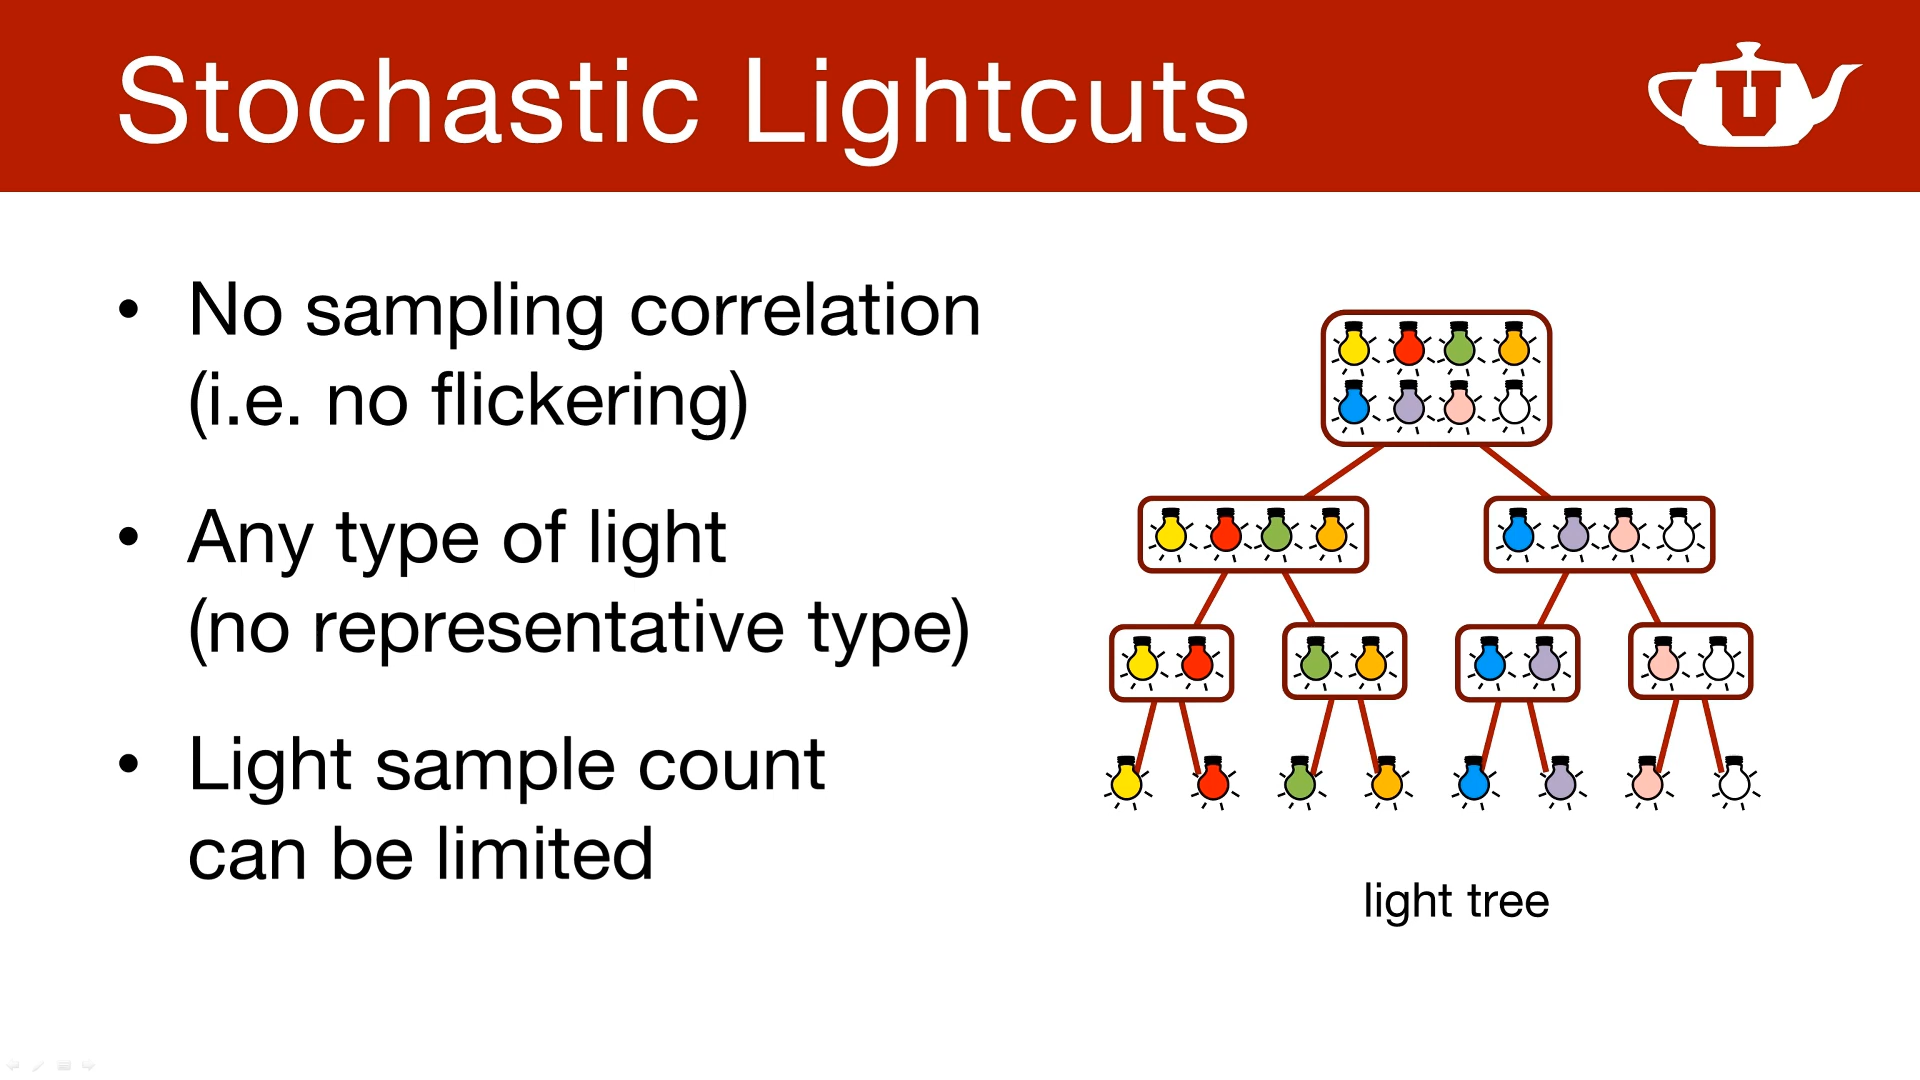 Stochastic Lightcuts
U
• No sampling correlation
(i.e. no flickering)
• Any type of light
(no representative type)
• Light sample count
can be limited
light tree